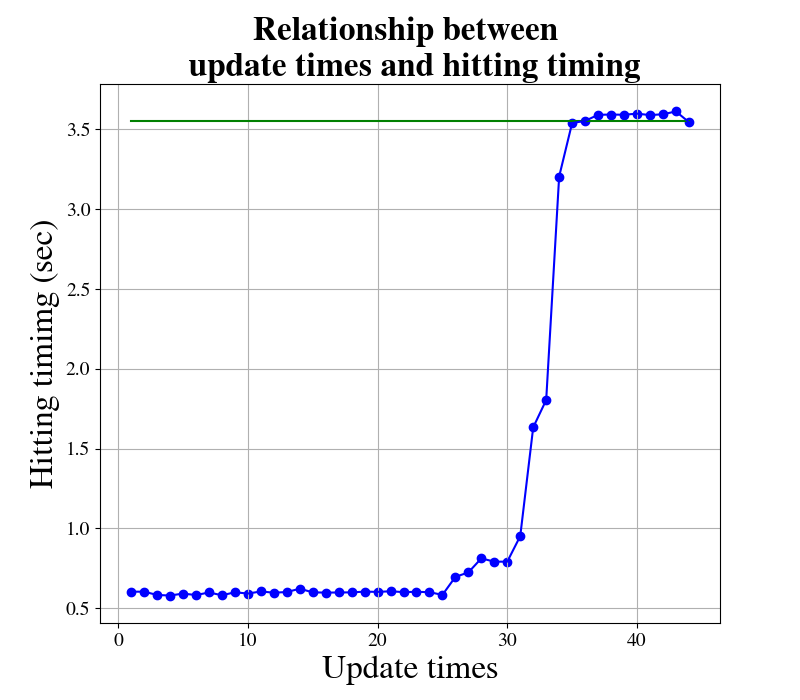 Relationship between
update times and hitting timing
Hitting timimg (sec)
3.5
3.0
2.5
2.0
1.5
1.0
0.5
0 10 20 30 40
Update times